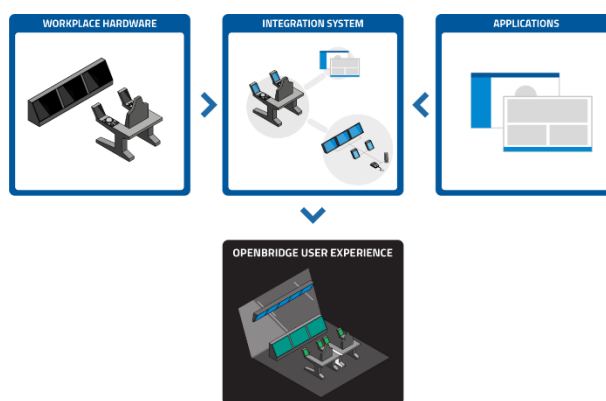 WORKPLACE HARDWARE
INTEGRATION SYSTEM
APPLICATIONS
OPENBRIDGE USER EXPERIENCE